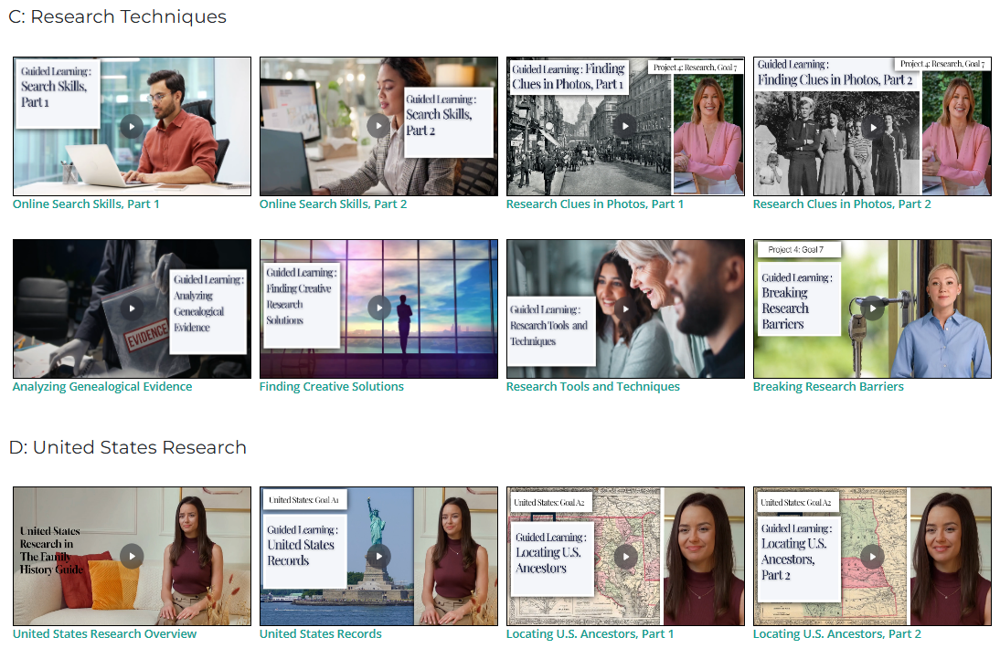 C: Research Techniques
Guided Learning :
Search Skills,
Part 1
Guided Learning :
Search Skills,
Part 2
Guided Learning : Finding
Clues in Photos, Part 1
Project 4: Research, Goal 7
Guided Learning :
Finding Clues in Photos, Part 2
Project 4: Research, Goal 7
Online Search Skills, Part 1
Online Search Skills, Part 2
Research Clues in Photos, Part 1
Research Clues in Photos, Part 2
Guided Learning :
Analyzing
Genealogical
Evidence
EVIDENCE
Guided Learning :
Finding Creative
Research
Solutions
Guided Learning :
Research Tools and
Techniques
Project 4: Goal 7
Guided Learning :
Breaking
Research
Barriers
Analyzing Genealogical Evidence
Finding Creative Solutions
Research Tools and Techniques
Breaking Research Barriers
D: United States Research
United States
Research in
The Family
History Guide
United States: Goal A1
Guided Learning :
United States
Records
United States: Goal A2
Guided Learning :
Locating U.S.
Ancestors
United States: Goal A2
Guided Learning :
Locating U.S.
Ancestors,
Part 2
United States Research Overview
United States Records
Locating U.S. Ancestors, Part 1
Locating U.S. Ancestors, Part 2